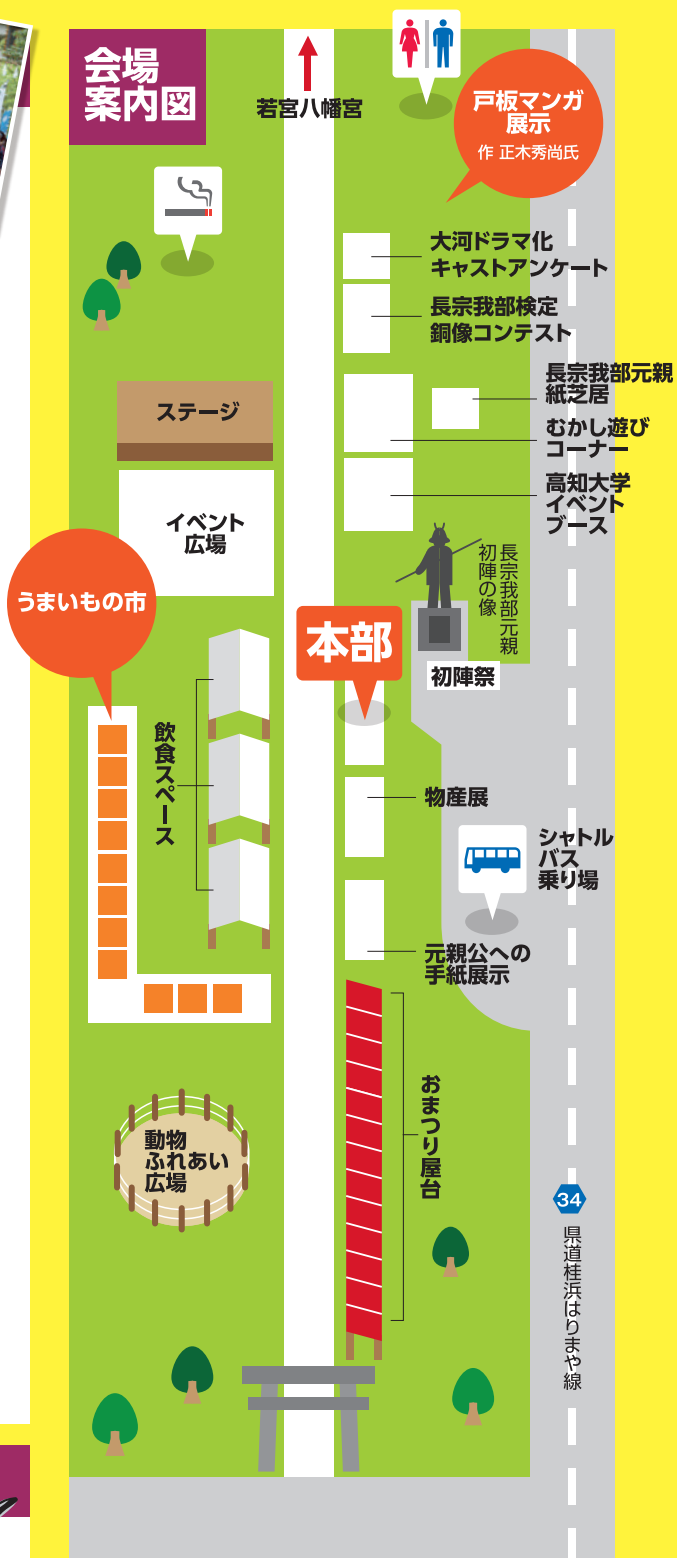 会場
案内図
若宮八幡宮
戸板マンガ
展示
作 正木秀尚氏
大河ドラマ化
キャストアンケート
長宗我部検定
銅像コンテスト
ステージ
長宗我部元親
紙芝居
むかし遊び
コーナー
高知大学
イベント
ブース
イベント
広場
長宗我部元親
初陣の像
うまいもの市
本部
初陣祭
飲食スペース
物産展
シャトル
バス
乗り場
元親公への
手紙展示
おまつり屋台
動物
ふれあい
広場
34
県道桂浜はりまや線